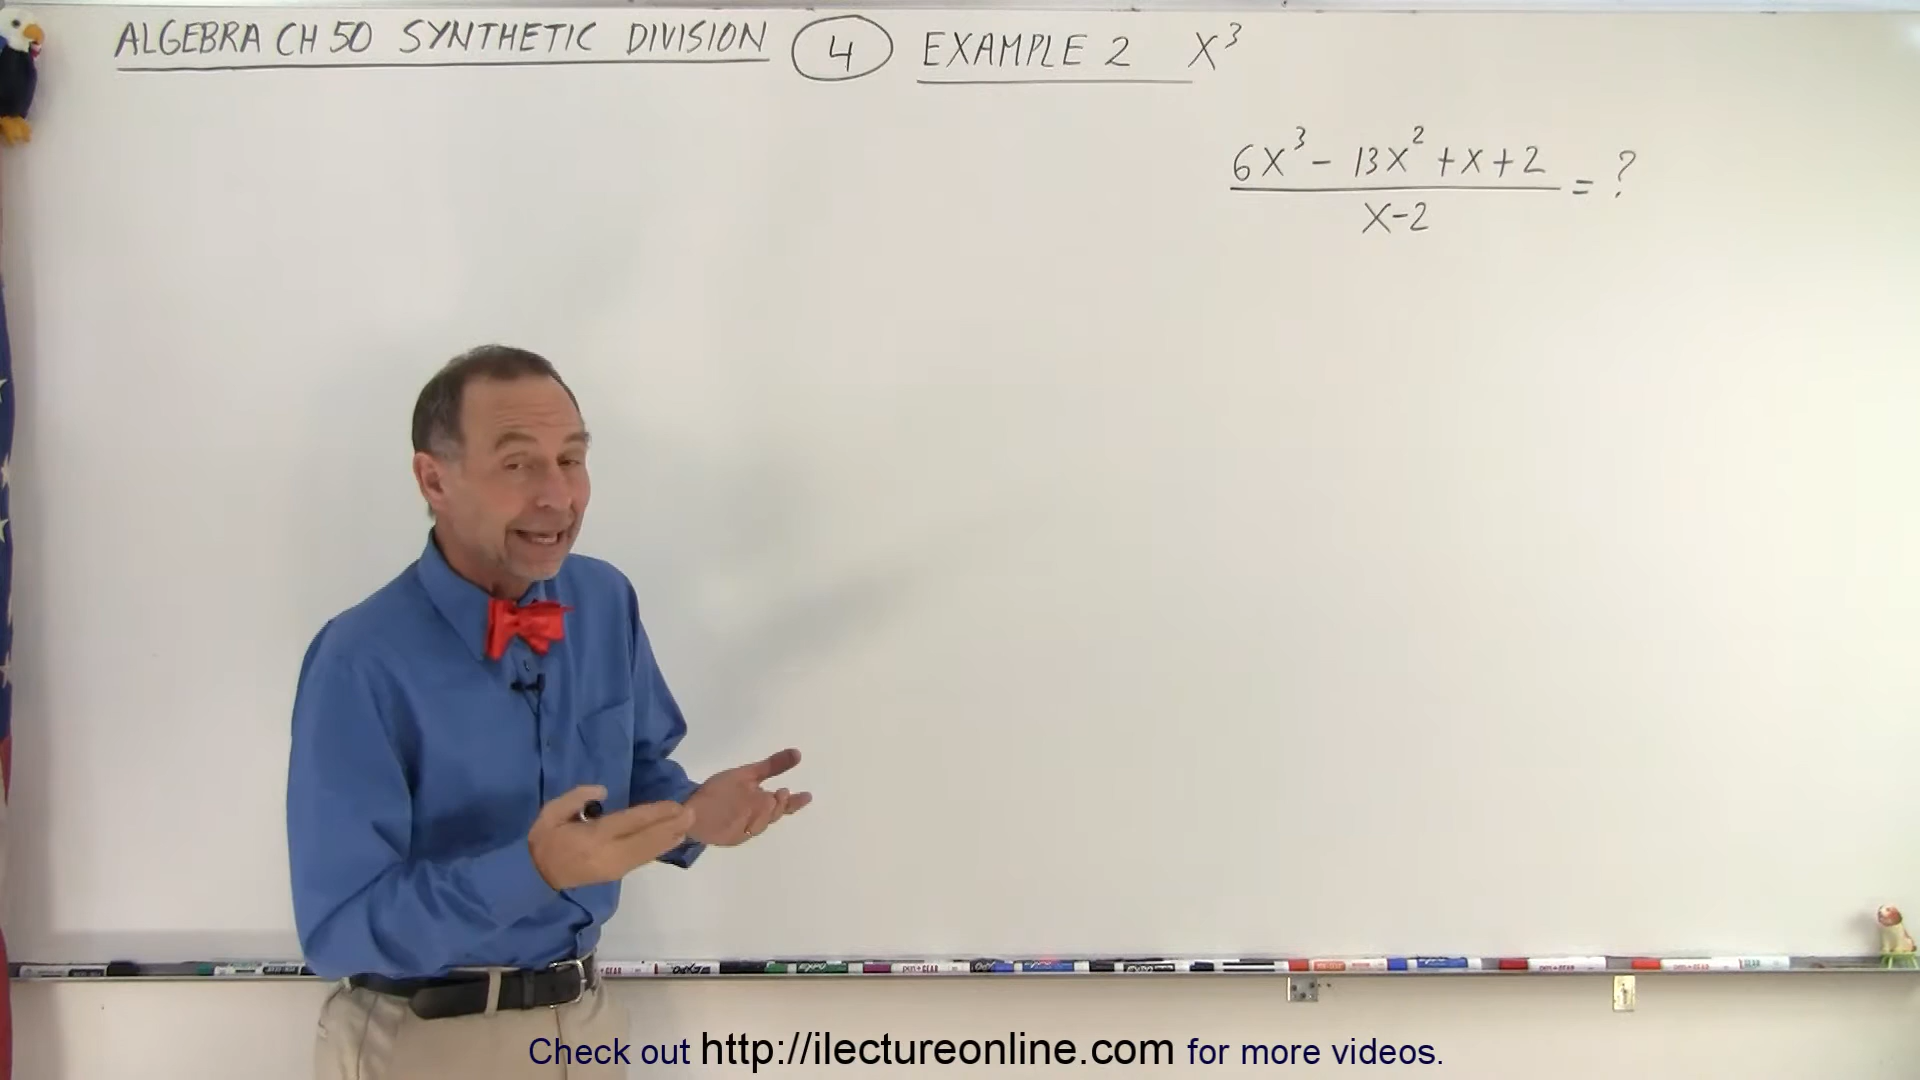 ALGEBRA CH 50 SYNTHETIC DIVISION 4 EXAMPLE 2 X³
6X³ - 13X² + X + 2
X-2
= ?
Check out http://ilectureonline.com for more videos.